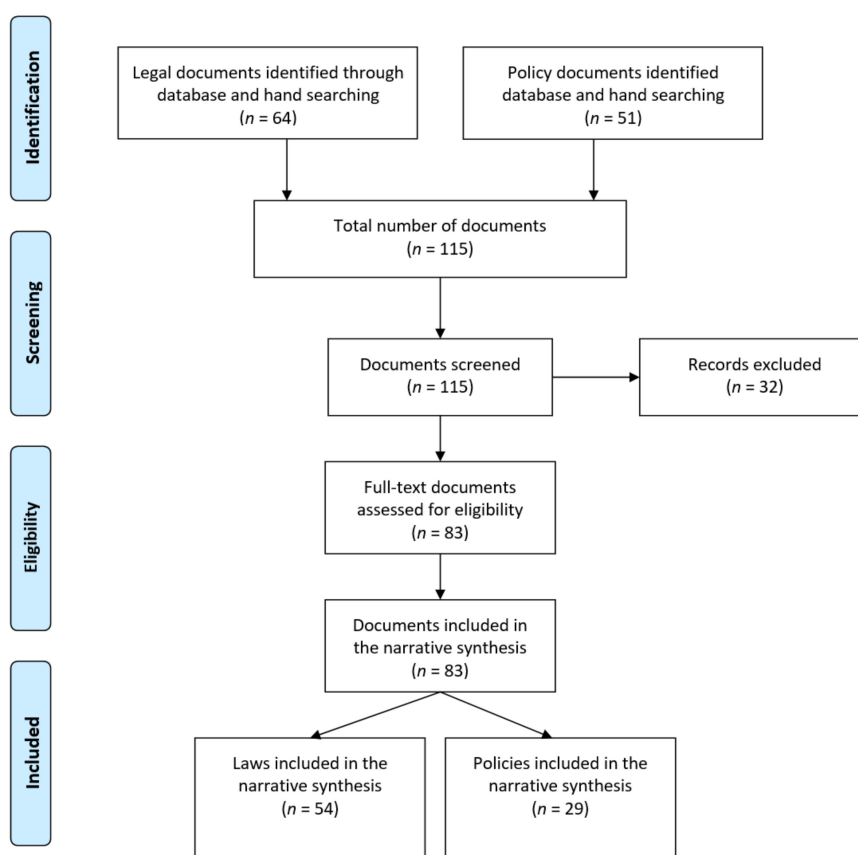 Identification
Legal documents identified through
database and hand searching
(n = 64)
Policy documents identified
database and hand searching
(n = 51)
Total number of documents
(n = 115)
Screening
Documents screened
(n = 115)
Records excluded
(n = 32)
Eligibility
Full-text documents
assessed for eligibility
(n = 83)
Documents included in
the narrative synthesis
(n = 83)
Included
Laws included in the
narrative synthesis
(n = 54)
Policies included in the
narrative synthesis
(n = 29)